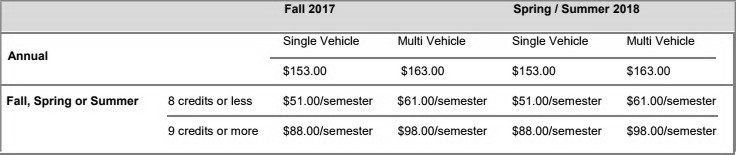 Fall 2017 Spring / Summer 2018
Single Vehicle Multi Vehicle Single Vehicle Multi Vehicle
Annual
$153.00 $163.00 $153.00 $163.00
Fall, Spring or Summer 8 credits or less $51.00/semester $61.00/semester $51.00/semester $61.00/semester
9 credits or more $88.00/semester $98.00/semester $88.00/semester $98.00/semester